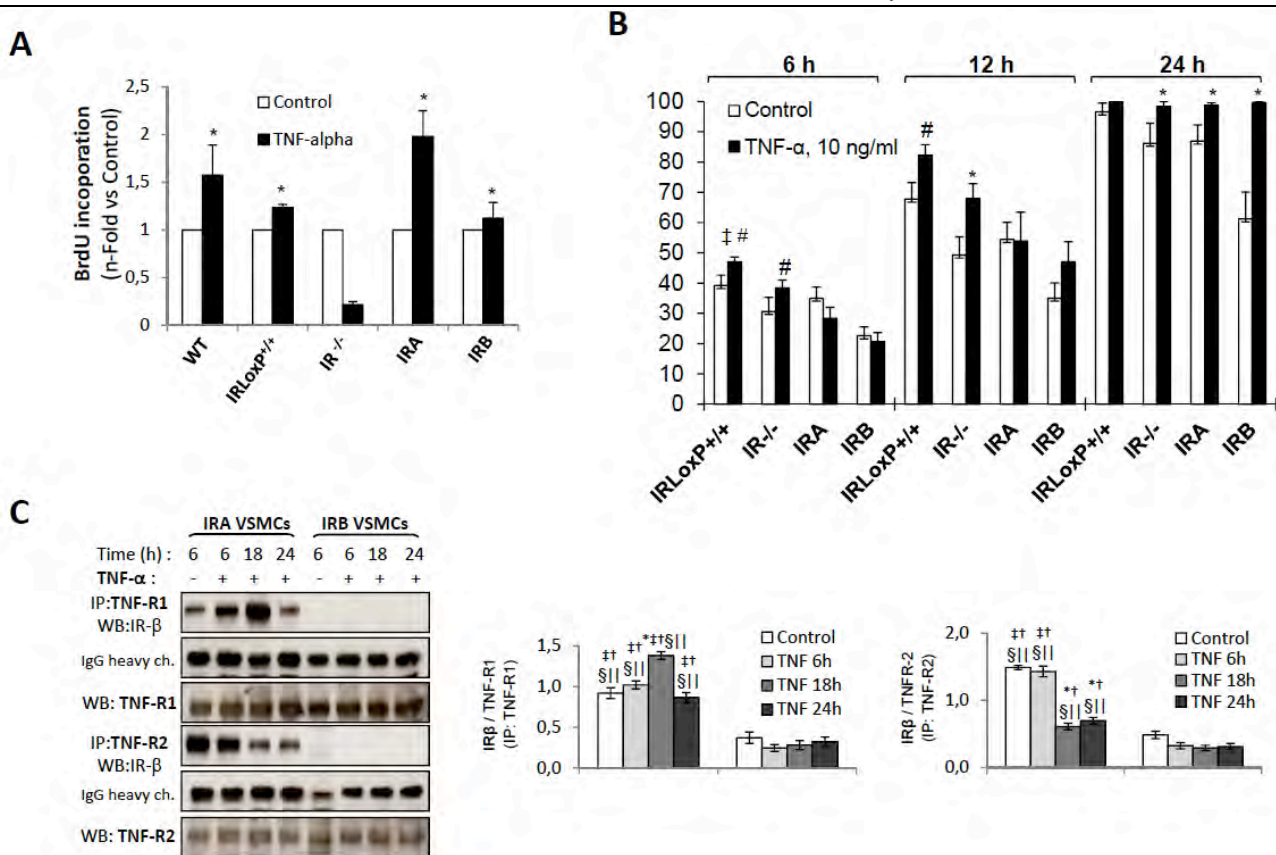 A
BrdU incoporation
(n-Fold vs Control)
2,5
2
1,5
1
0,5
0
Control
TNF-alpha
*
*
*
*
WT
IRLoxP+/+
IR -/-
IRA
IRB
B
6 h
12 h
24 h
100
90
80
70
60
50
40
30
20
10
0
Control
TNF-α, 10 ng/ml
‡ #
#
#
*
*
*
*
IRLoxP+/+
IR-/-
IRA
IRB
IRLoxP+/+
IR-/-
IRA
IRB
IRLoxP+/+
IR-/-
IRA
IRB
C
IRA VSMCs IRB VSMCs
Time (h) : 6 6 18 24 6 6 18 24
TNF-α : - + + + - + + +
IP:TNF-R1
WB:IR-β
IgG heavy ch.
WB: TNF-R1
IP:TNF-R2
WB:IR-β
IgG heavy ch.
WB: TNF-R2
IRβ / TNF-R1
(IP: TNF-R1)
1,5
1,0
0,5
0,0
‡†
§||
‡†
§||
*‡†§||
‡†
§||
Control
TNF 6h
TNF 18h
TNF 24h
IRβ / TNFR-2
(IP: TNF-R2)
2,0
1,0
0,0
‡†
§||
‡†
§||
*†
§||
*†
§||
Control
TNF 6h
TNF 18h
TNF 24h